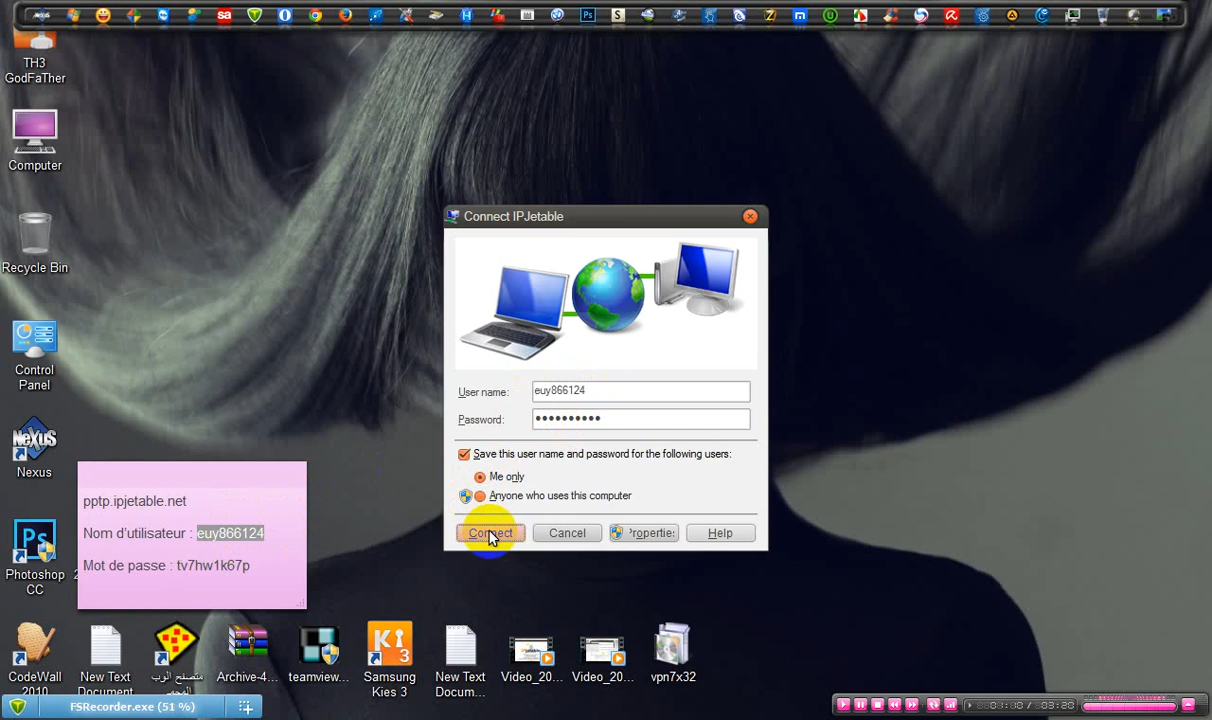 TH3
GodFaTher
Computer
Recycle Bin
Control
Panel
Nexus
Photoshop
CC
Connect IPJetable
User name: euy866124
Password: ••••••••••
Save this user name and password for the following users:
Me only
Anyone who uses this computer
Connect Cancel Propertie: Help
pptp.ipjetable.net
Nom d'utilisateur : euy866124
Mot de passe : tv7hw1k67p
CodeWall
2010
New Text
Document
متصفح الوب
Archive-4...
teamview...
Samsung
Kies 3
New Text
Docum...
Video_20...
Video_20...
vpn7x32
FSRecorder.exe (51 %)